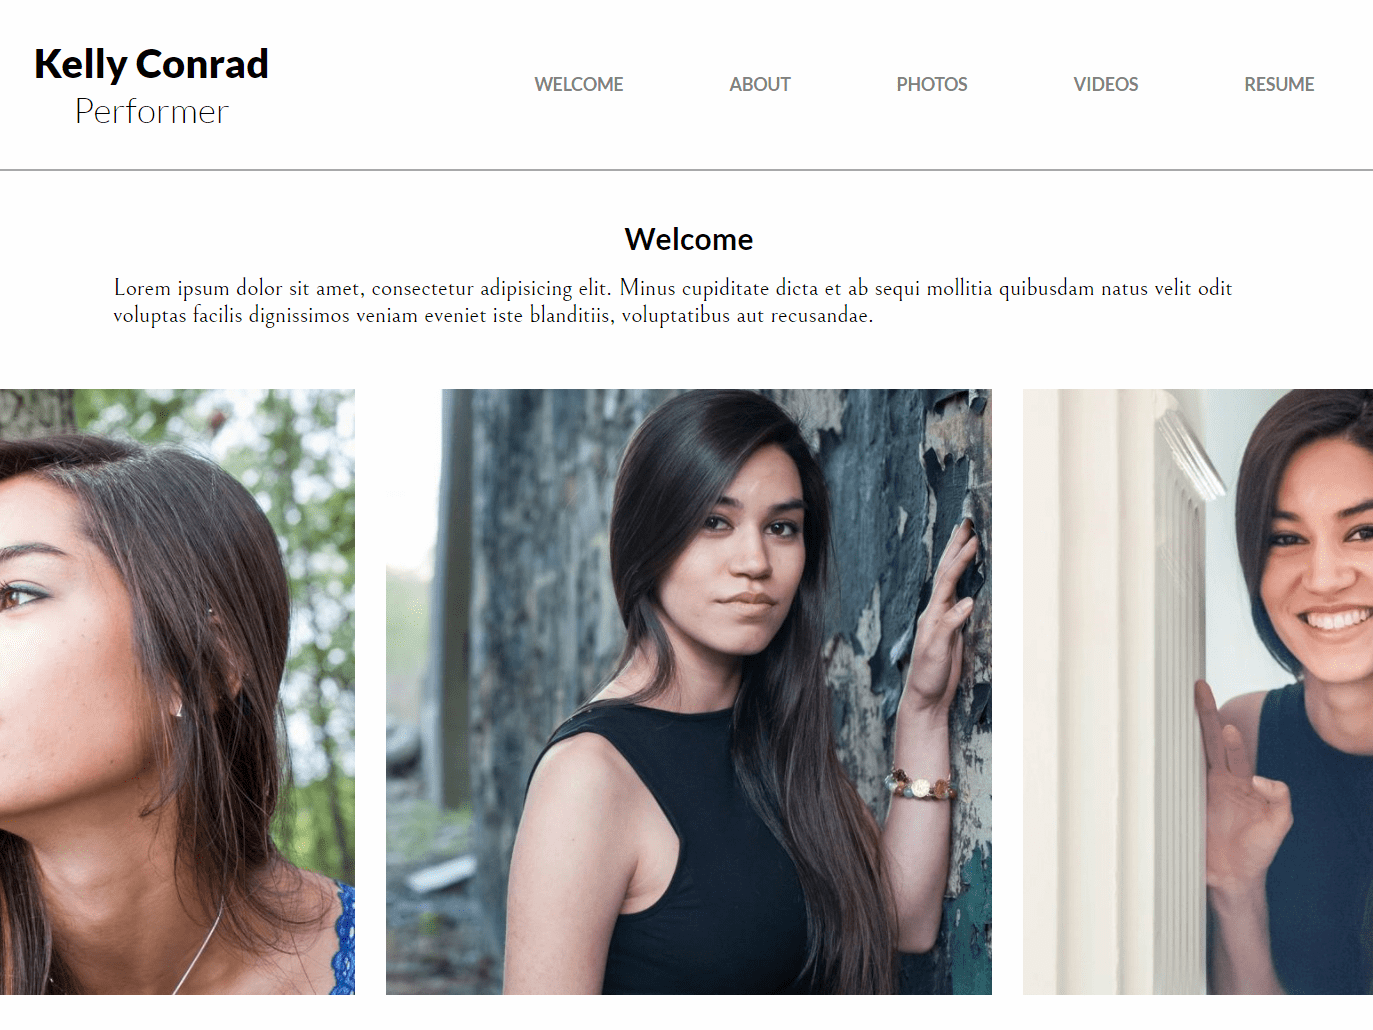 Kelly Conrad
Performer
WELCOME ABOUT PHOTOS VIDEOS RESUME
Welcome
Lorem ipsum dolor sit amet, consectetur adipisicing elit. Minus cupiditate dicta et ab sequi mollitia quibusdam natus velit odit
voluptas facilis dignissimos veniam eveniet iste blanditiis, voluptatibus aut recusandae.